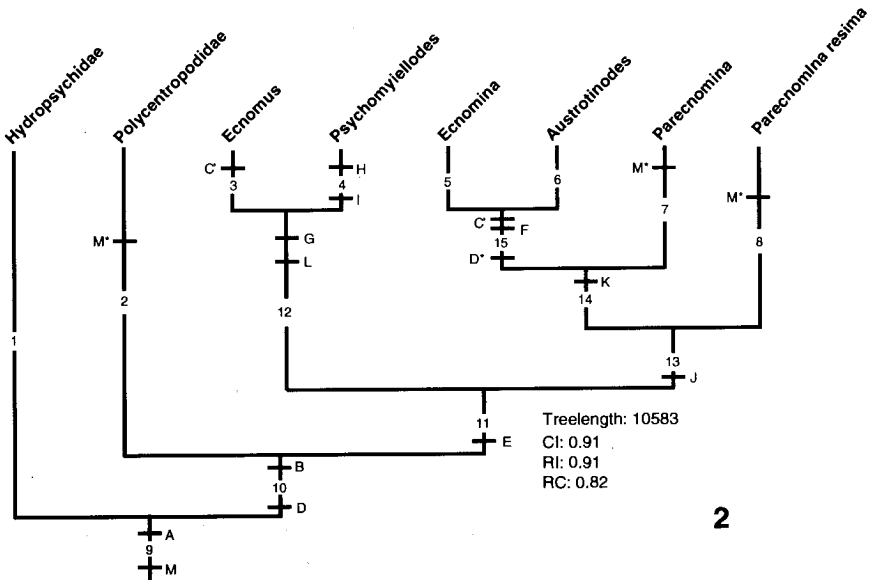 Hydropsychidae
Polycentropodidae
Ecnomus
Psychomyiellodes
Ecnomina
Austrotinodes
Parecnomina
Parecnomina resima
C* H M*
3 4 5 6
I M*
C* F 7
M* G 15 8
L D*
K
2 12 14
1 13
J
11
Treelength: 10583
E CI: 0.91
B RI: 0.91
10 RC: 0.82
D
2
A
9
M